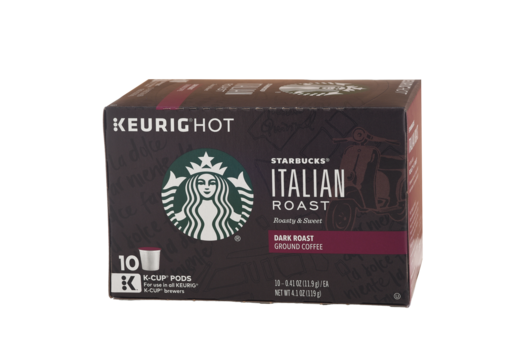 KEURIG HOT
STARBUCKS®
ITALIAN
ROAST
Roasty & Sweet
DARK ROAST
GROUND COFFEE
10
K-CUP® PODS
For use in all KEURIG®
K-CUP® brewers
10 - 0.41 OZ (11.9 g) / EA
NET WT 4.1 OZ (119 g)